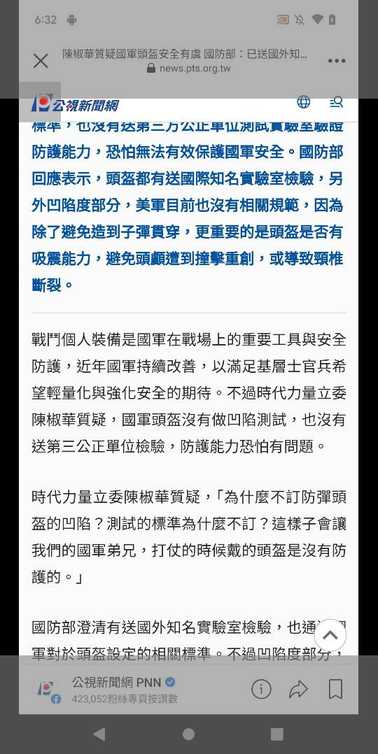 6:32
陳椒華質疑國軍頭盔安全有虞 國防部：已送國外知...
news.pts.org.tw
公視新聞網
標準，也沒有送第三方公正單位測試實驗室驗證
防護能力，恐怕無法有效保護國軍安全。國防部
回應表示，頭盔都有送國際知名實驗室檢驗，另
外凹陷度部分，美軍目前也沒有相關規範，因為
除了避免造到子彈貫穿，更重要的是頭盔是否有
吸震能力，避免頭顱遭到撞擊重創，或導致頸椎
斷裂。
戰鬥個人裝備是國軍在戰場上的重要工具與安全
防護，近年國軍持續改善，以滿足基層士官兵希
望輕量化與強化安全的期待。不過時代力量立委
陳椒華質疑，國軍頭盔沒有做凹陷測試，也沒有
送第三公正單位檢驗，防護能力恐怕有問題。
時代力量立委陳椒華質疑，「為什麼不訂防彈頭
盔的凹陷？測試的標準為什麼不訂？這樣子會讓
我們的國軍弟兄，打仗的時候戴的頭盔是沒有防
護的。」
國防部澄清有送國外知名實驗室檢驗，也通過國
軍對於頭盔設定的相關標準。不過凹陷度部分，
公視新聞網 PNN
423,052粉絲專頁按讚數